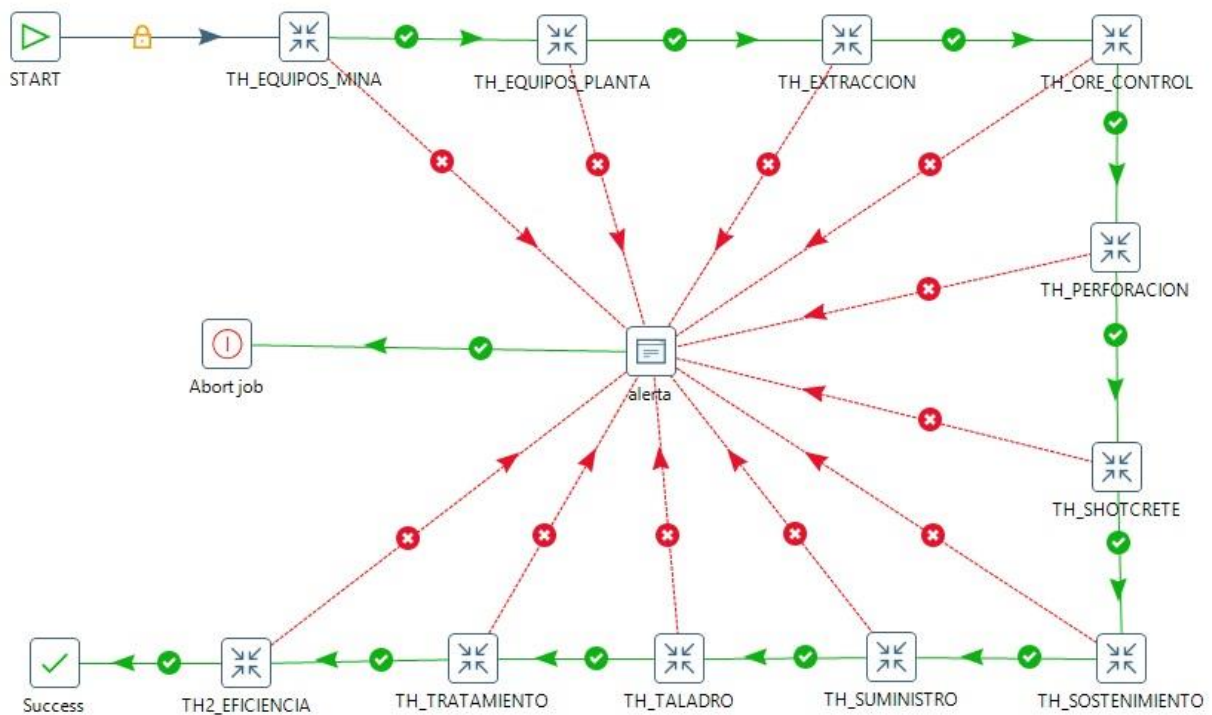 START
TH_EQUIPOS_MINA
TH_EQUIPOS_PLANTA
TH_EXTRACCION
TH_ORE_CONTROL
TH_PERFORACION
Abort job
alerta
TH_SHOTCRETE
Success
TH2_EFICIENCIA
TH_TRATAMIENTO
TH_TALADRO
TH_SUMINISTRO
TH_SOSTENIMIENTO